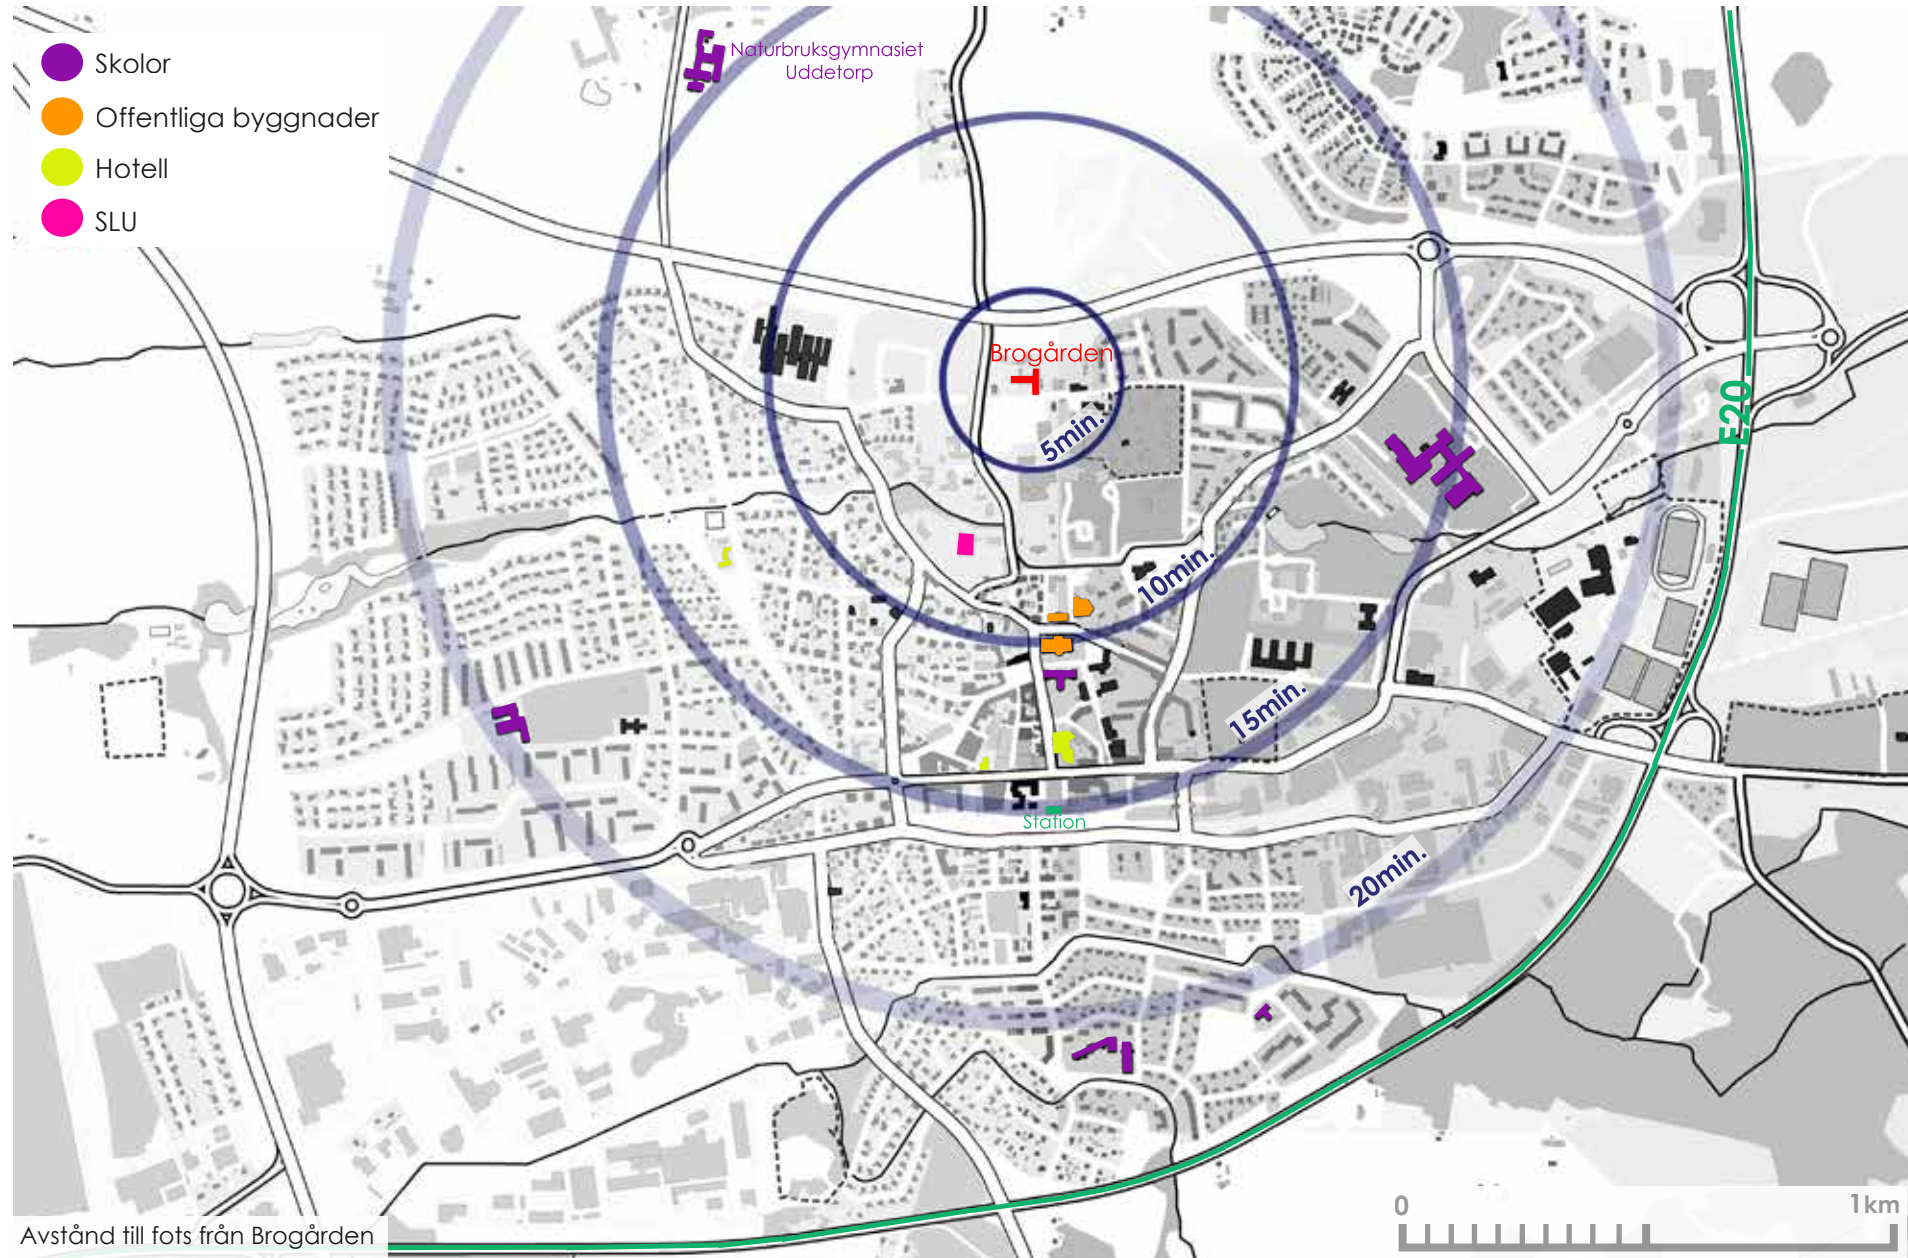 Skolor
Offentliga byggnader
Hotell
SLU
Naturbruksgymnasiet
Uddetorp
Brogården
5min.
10min.
15min.
20min.
E20
Station
0
1km
Avstånd till fots från Brogården